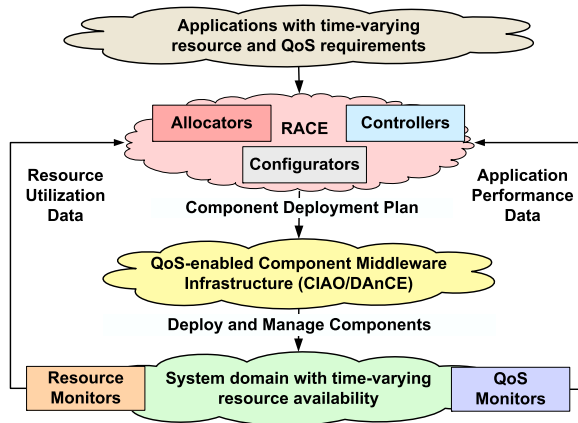 Applications with time-varying
resource and QoS requirements
Allocators
RACE
Controllers
Configurators
Resource
Utilization
Data
Application
Performance
Data
Component Deployment Plan
QoS-enabled Component Middleware
Infrastructure (CIAO/DAnCE)
Deploy and Manage Components
Resource
Monitors
System domain with time-varying
resource availability
QoS
Monitors